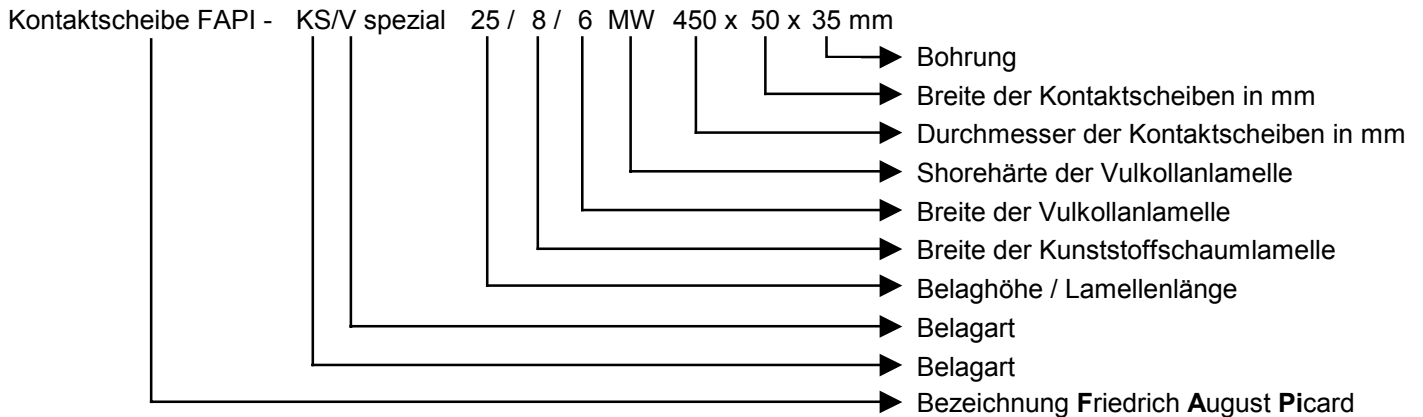 Kontaktscheibe FAPI - KS/V spezial 25 / 8 / 6 MW 450 x 50 x 35 mm
Bohrung
Breite der Kontaktscheiben in mm
Durchmesser der Kontaktscheiben in mm
Shorehärte der Vulkollanlamelle
Breite der Vulkollanlamelle
Breite der Kunststoffschaumlamelle
Belaghöhe / Lamellenlänge
Belagart
Belagart
Bezeichnung Friedrich August Picard